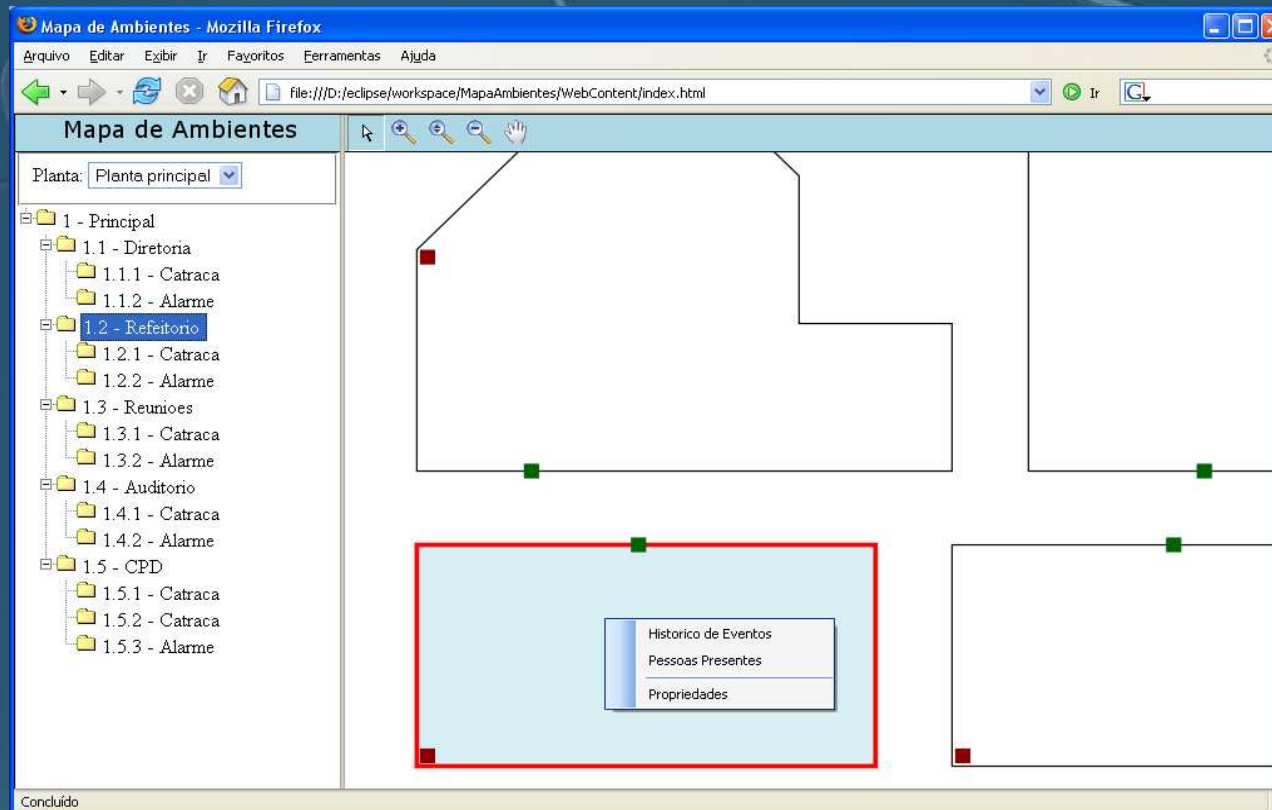 Mapa de Ambientes - Mozilla Firefox
Arquivo Editar Exibir Ir Favoritos Ferramentas Ajuda
file:///D:/eclipse/workspace/MapaAmbientes/WebContent/index.html Ir G
Mapa de Ambientes
Planta: Planta principal
1 - Principal
1.1 - Diretoria
1.1.1 - Catraca
1.1.2 - Alarme
1.2 - Refeitorio
1.2.1 - Catraca
1.2.2 - Alarme
1.3 - Reunioes
1.3.1 - Catraca
1.3.2 - Alarme
1.4 - Auditorio
1.4.1 - Catraca
1.4.2 - Alarme
1.5 - CPD
1.5.1 - Catraca
1.5.2 - Catraca
1.5.3 - Alarme
Historico de Eventos
Pessoas Presentes
Propriedades
Concluído